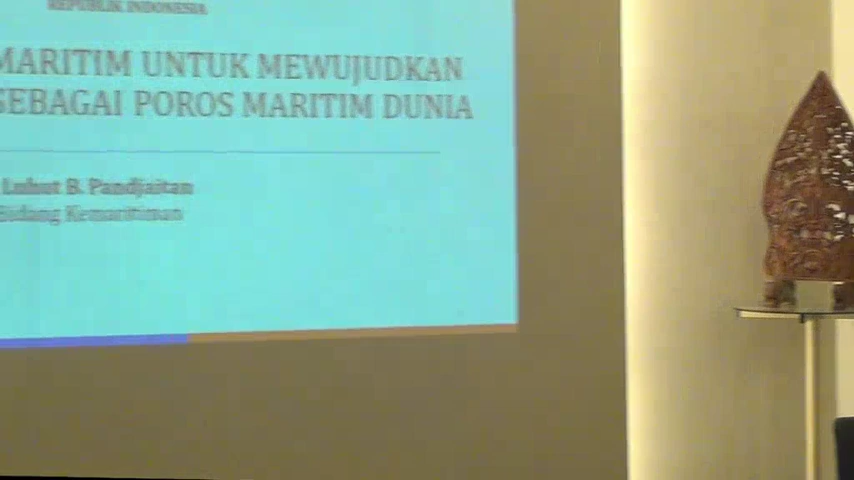 REPUBLIK INDONESIA
MARITIM UNTUK MEWUJUDKAN
SEBAGAI POROS MARITIM DUNIA
Luhut B. Pandjaitan
Bidang Kemaritiman